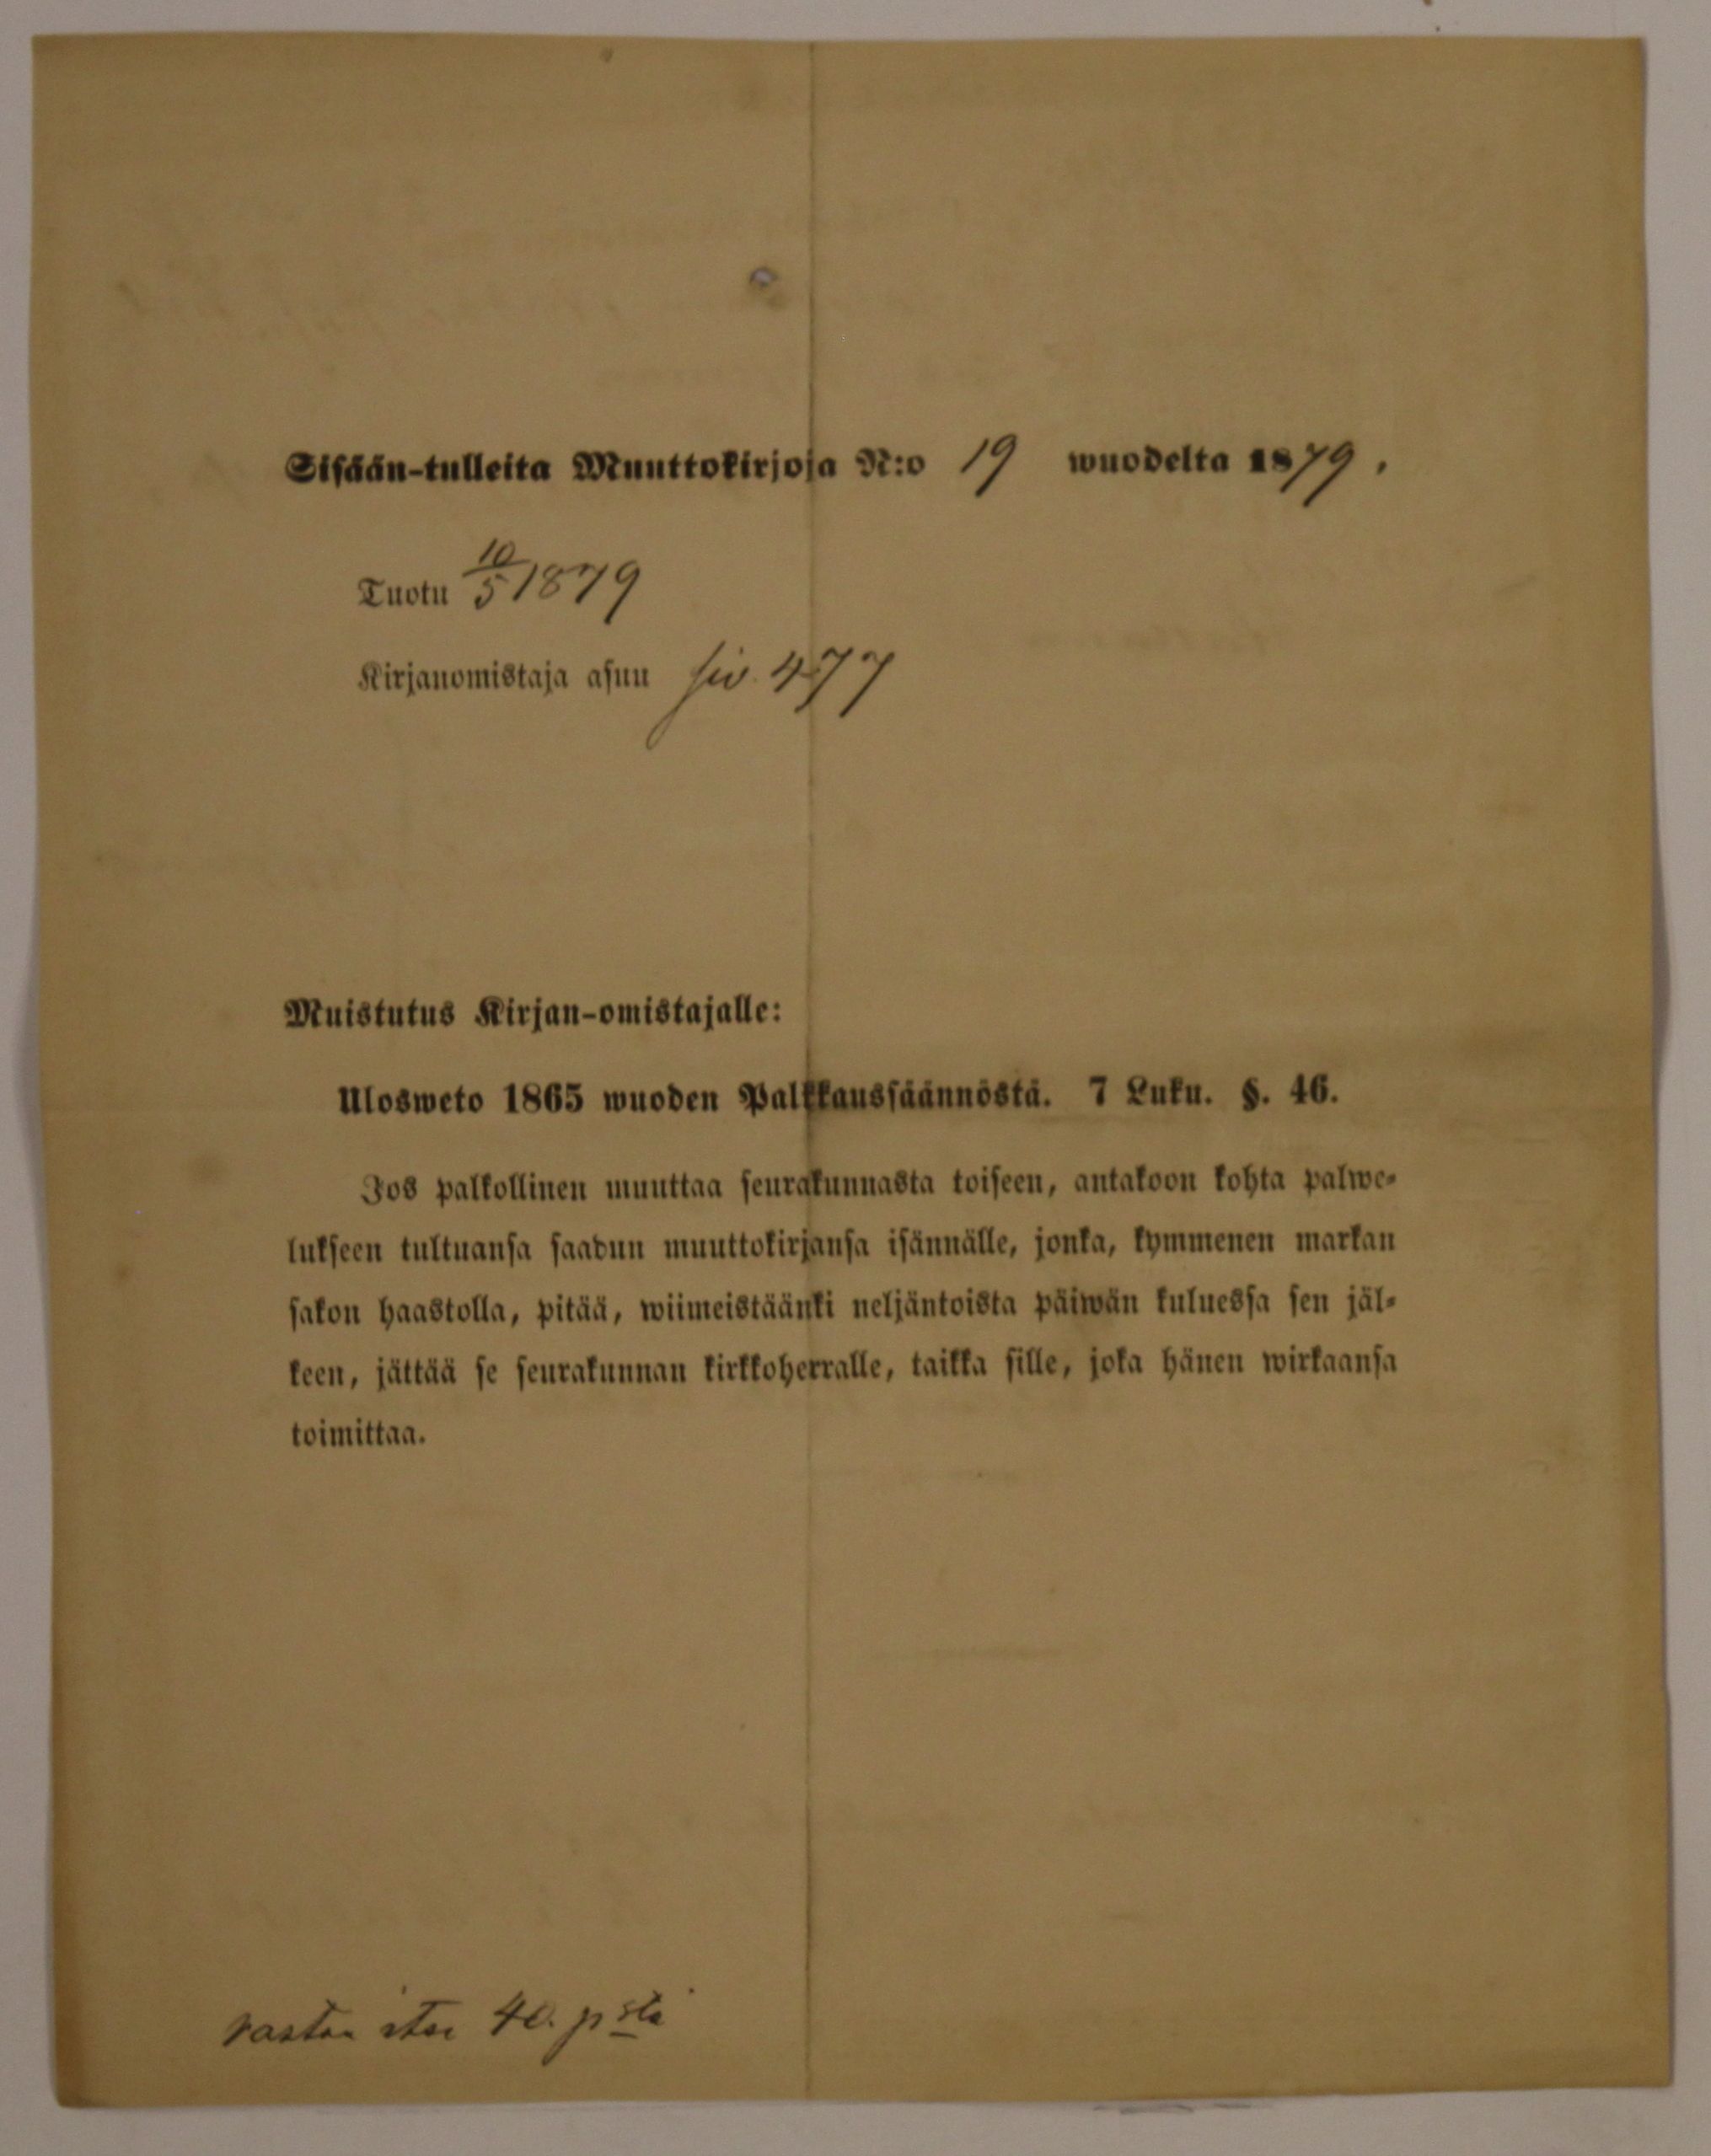 Sisään-tulleita Muuttokirjoja N:o 19 wuodelta 1879.
Tuotu 10/5 1879
Kirjanomistaja asuu siv. 477
Muistutus Kirjan-omistajalle:
Ulosweto 1865 wuoden Palkkaussäännöstä. 7 Luku. §. 46.
Jos palkollinen muuttaa seurakunnasta toiseen, antakoon kohta palwe-
lukseen tultuansa saadun muuttokirjansa isännälle, jonka, kymmenen markan
sakon haastolla, pitää, wiimeistäänki neljäntoista päiwän kuluessa sen jäl-
keen, jättää se seurakunnan kirkkoherralle, taikka sille, joka hänen wirkaansa
toimittaa.
40. p